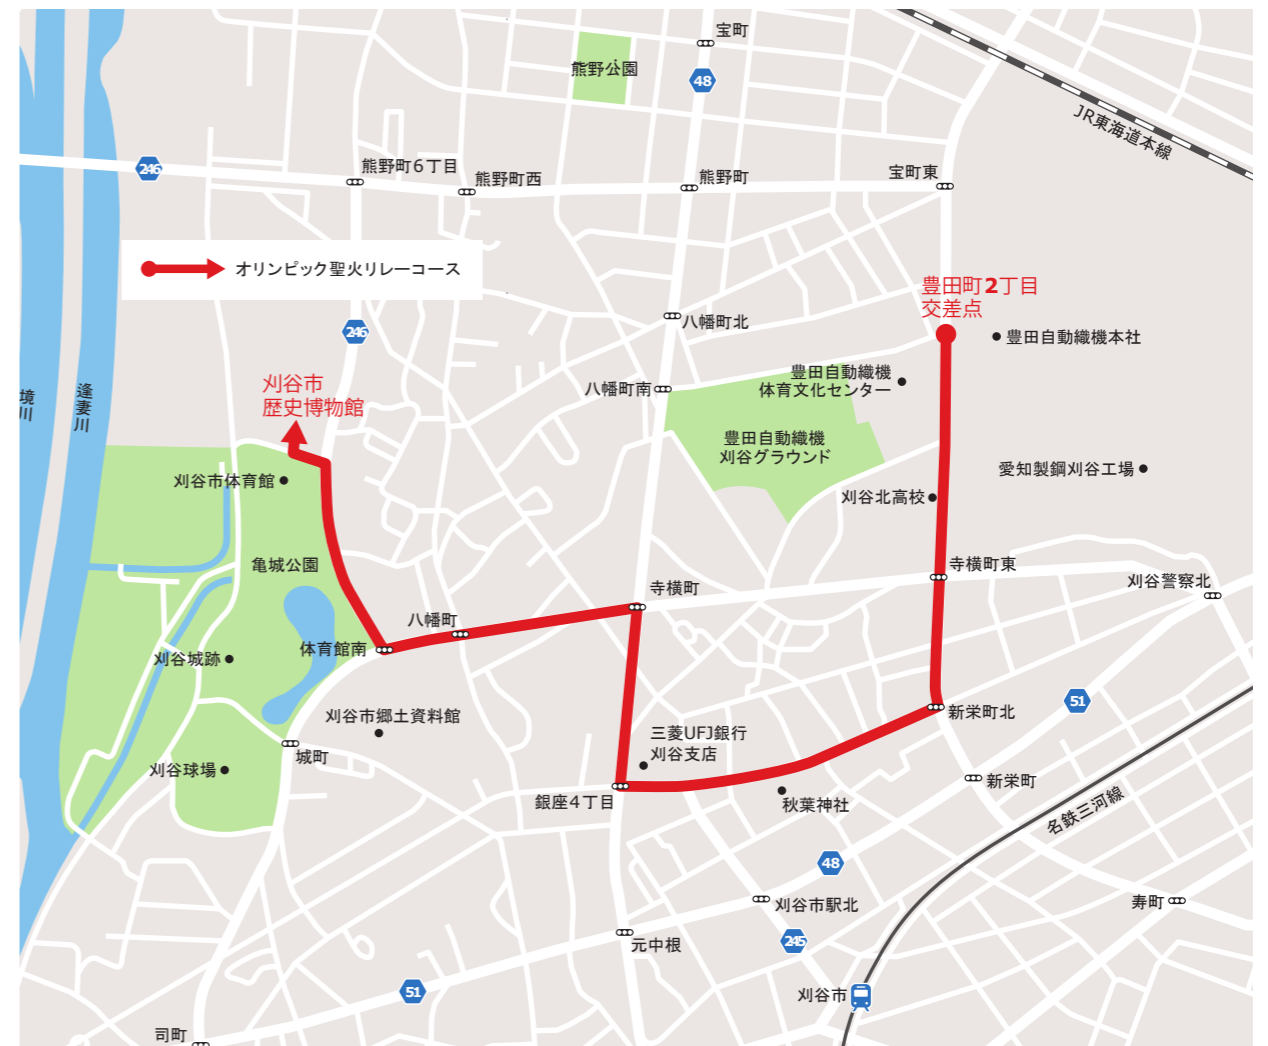 宝町
熊野公園
48
JR東海道本線
246
熊野町6丁目
熊野町西
熊野町
宝町東
オリンピック聖火リレーコース
豊田町2丁目
交差点
246
八幡町北
豊田自動織機本社
刈谷市
歴史博物館
八幡町南
豊田自動織機
体育文化センター
境川
逢妻川
豊田自動織機
刈谷グラウンド
刈谷市体育館
愛知製鋼刈谷工場
刈谷北高校
亀城公園
寺横町東
刈谷警察北
寺横町
八幡町
体育館南
刈谷城跡
51
刈谷市郷土資料館
新栄町北
三菱UFJ銀行
刈谷支店
城町
刈谷球場
新栄町
銀座4丁目
秋葉神社
名鉄三河線
48
刈谷市駅北
寿町
元中根
245
51
刈谷市
司町